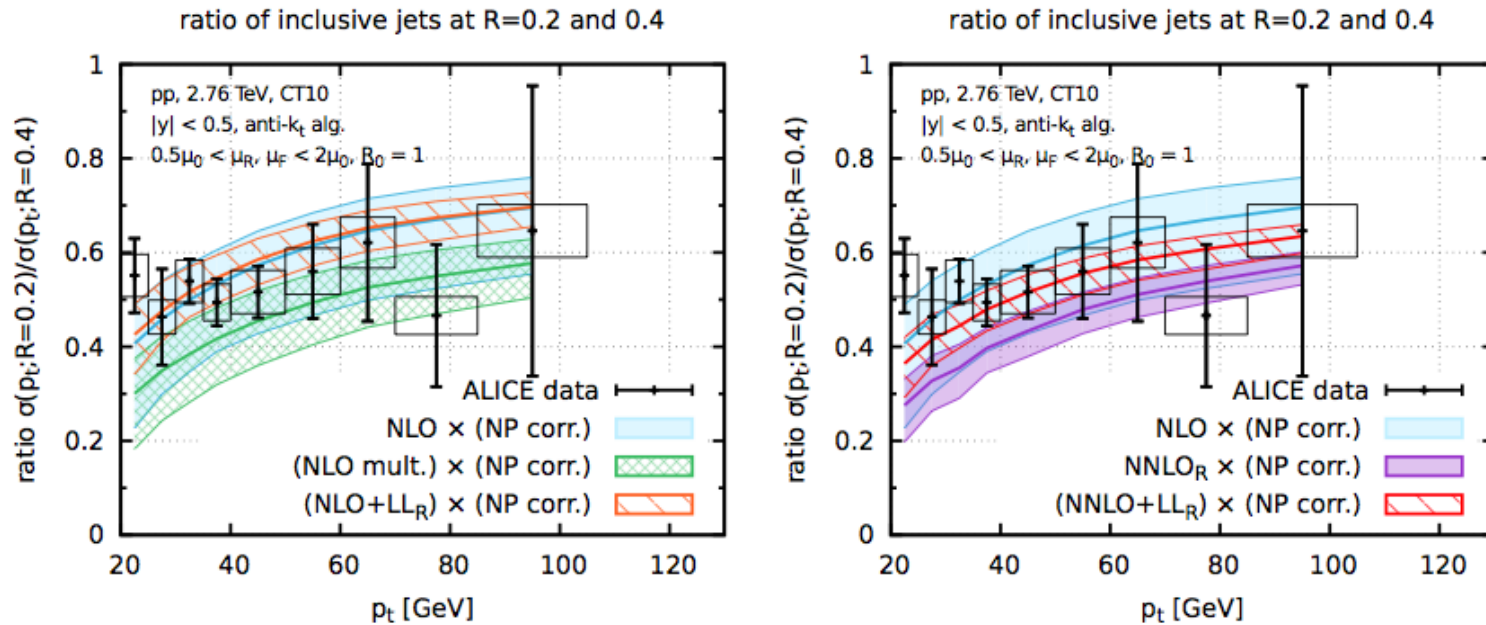 ratio of inclusive jets at R=0.2 and 0.4
ratio σ(pt;R=0.2)/σ(pt;R=0.4)
1
0.8
0.6
0.4
0.2
0
pp, 2.76 TeV, CT10
|y| < 0.5, anti-kt alg.
0.5μ0 < μR, μF < 2μ0, R0 = 1
ALICE data
NLO × (NP corr.)
(NLO mult.) × (NP corr.)
(NLO+LLR) × (NP corr.)
20 40 60 80 100 120
pt [GeV]
ratio of inclusive jets at R=0.2 and 0.4
ratio σ(pt;R=0.2)/σ(pt;R=0.4)
1
0.8
0.6
0.4
0.2
0
pp, 2.76 TeV, CT10
|y| < 0.5, anti-kt alg.
0.5μ0 < μR, μF < 2μ0, R0 = 1
ALICE data
NLO × (NP corr.)
NNLOR × (NP corr.)
(NNLO+LLR) × (NP corr.)
20 40 60 80 100 120
pt [GeV]